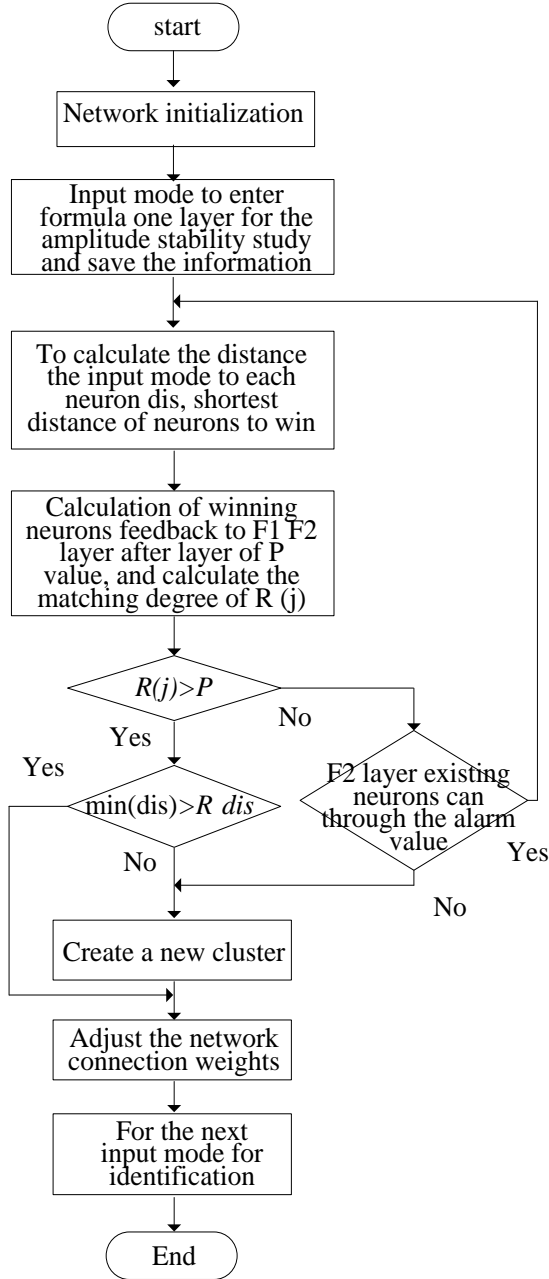 start
Network initialization
Input mode to enter
formula one layer for the
amplitude stability study
and save the information
To calculate the distance
the input mode to each
neuron dis, shortest
distance of neurons to win
Calculation of winning
neurons feedback to F1 F2
layer after layer of P
value, and calculate the
matching degree of R (j)
R(j)>P
No
Yes
Yes
min(dis)>R dis
F2 layer existing
neurons can
through the alarm
value
Yes
No
No
Create a new cluster
Adjust the network
connection weights
For the next
input mode for
identification
End